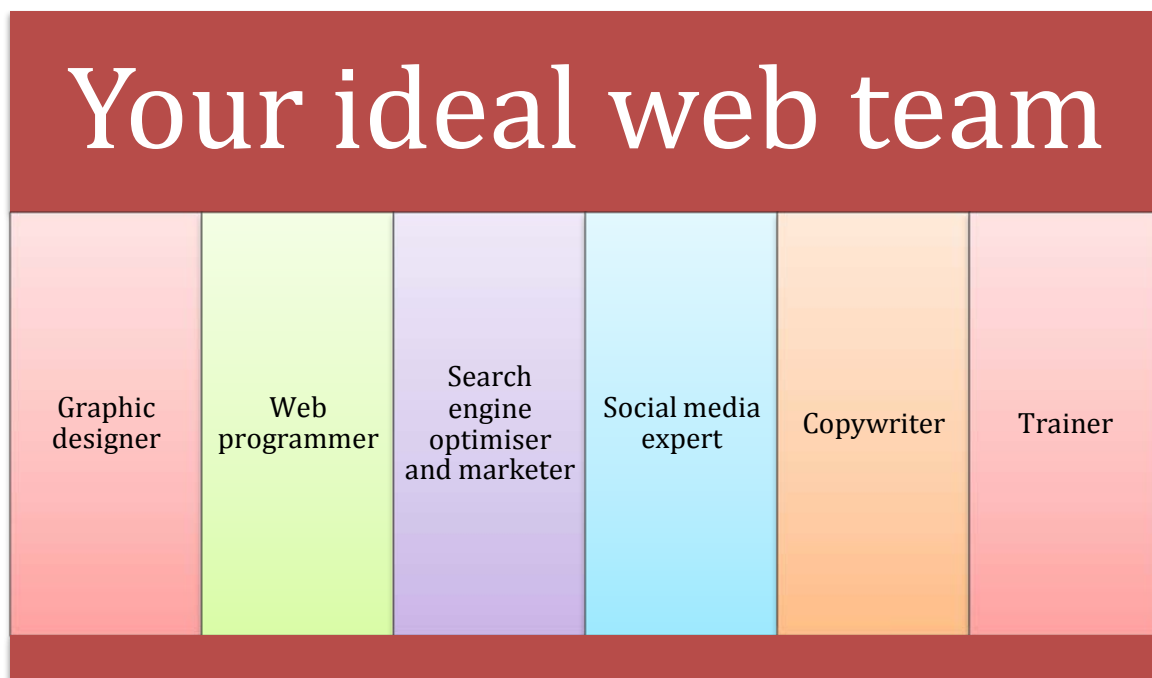 Your ideal web team
Graphic
designer
Web
programmer
Search
engine
optimiser
and marketer
Social media
expert
Copywriter
Trainer